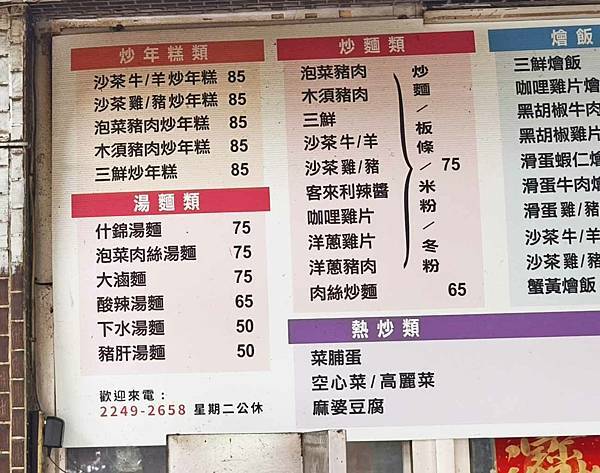 炒年糕類
沙茶牛/羊炒年糕 85
沙茶雞/豬炒年糕 85
泡菜豬肉炒年糕 85
木須豬肉炒年糕 85
三鮮炒年糕 85
湯麵類
什錦湯麵 75
泡菜肉絲湯麵 75
大滷麵 75
酸辣湯麵 65
下水湯麵 50
豬肝湯麵 50
歡迎來電：
2249-2658 星期二公休
炒麵類
泡菜豬肉
木須豬肉
三鮮
沙茶牛/羊
沙茶雞/豬
客來利辣醬
咖哩雞片
洋蔥雞片
洋蔥豬肉
炒麵/板條/米粉/冬粉
75
肉絲炒麵 65
燴飯
三鮮燴飯
咖哩雞片燴
黑胡椒牛肉
黑胡椒雞片
滑蛋蝦仁燴
滑蛋牛肉燴
滑蛋雞/豬
沙茶牛/羊
沙茶雞/豬
蟹黃燴飯
熱炒類
菜脯蛋
空心菜/高麗菜
麻婆豆腐